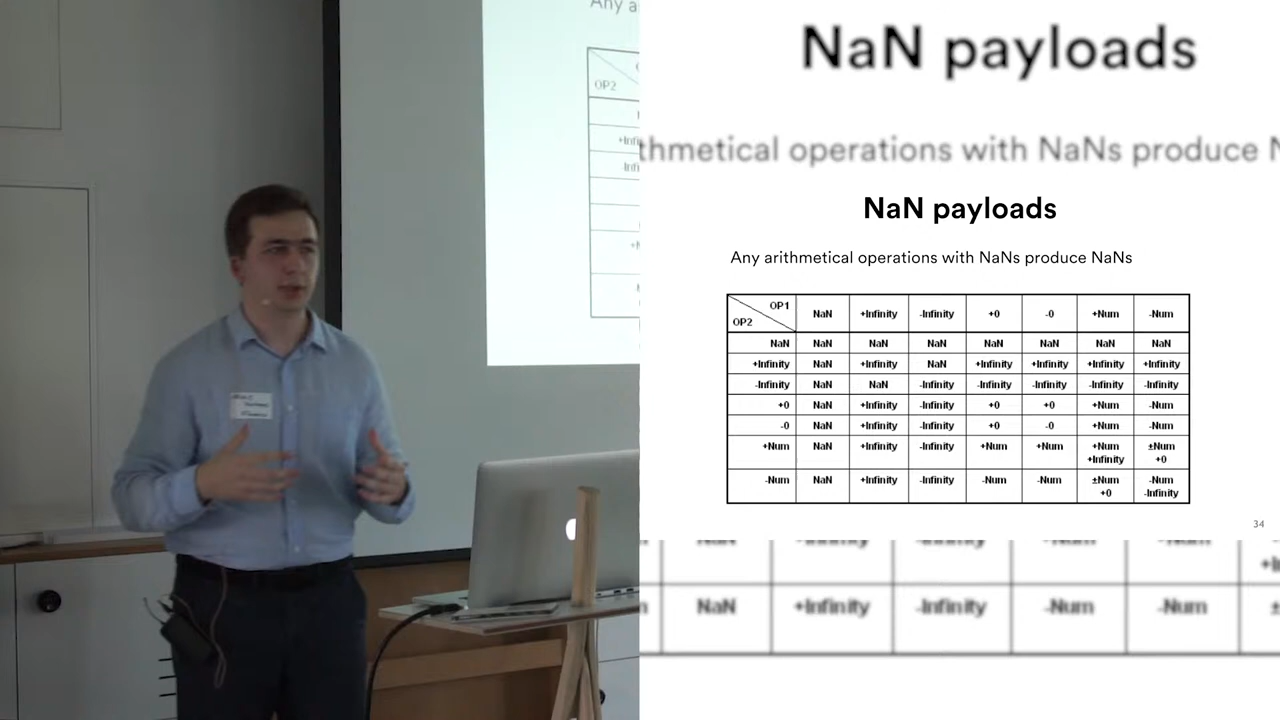 Any a
OP2
NaN payloads
thmetical operations with NaNs produce N
NaN payloads
Any arithmetical operations with NaNs produce NaNs
OP1 OP2 NaN +Infinity -Infinity +0 -0 +Num -Num
NaN NaN NaN NaN NaN NaN NaN NaN
+Infinity NaN +Infinity NaN +Infinity +Infinity +Infinity +Infinity
-Infinity NaN NaN -Infinity -Infinity -Infinity -Infinity -Infinity
+0 NaN +Infinity -Infinity +0 +0 +Num -Num
-0 NaN +Infinity -Infinity +0 -0 +Num -Num
+Num NaN +Infinity -Infinity +Num +Num +Num +Infinity ±Num +0
-Num NaN +Infinity -Infinity -Num -Num ±Num +0 -Num -Infinity
34
NaN +Infinity -Infinity -Num -Num